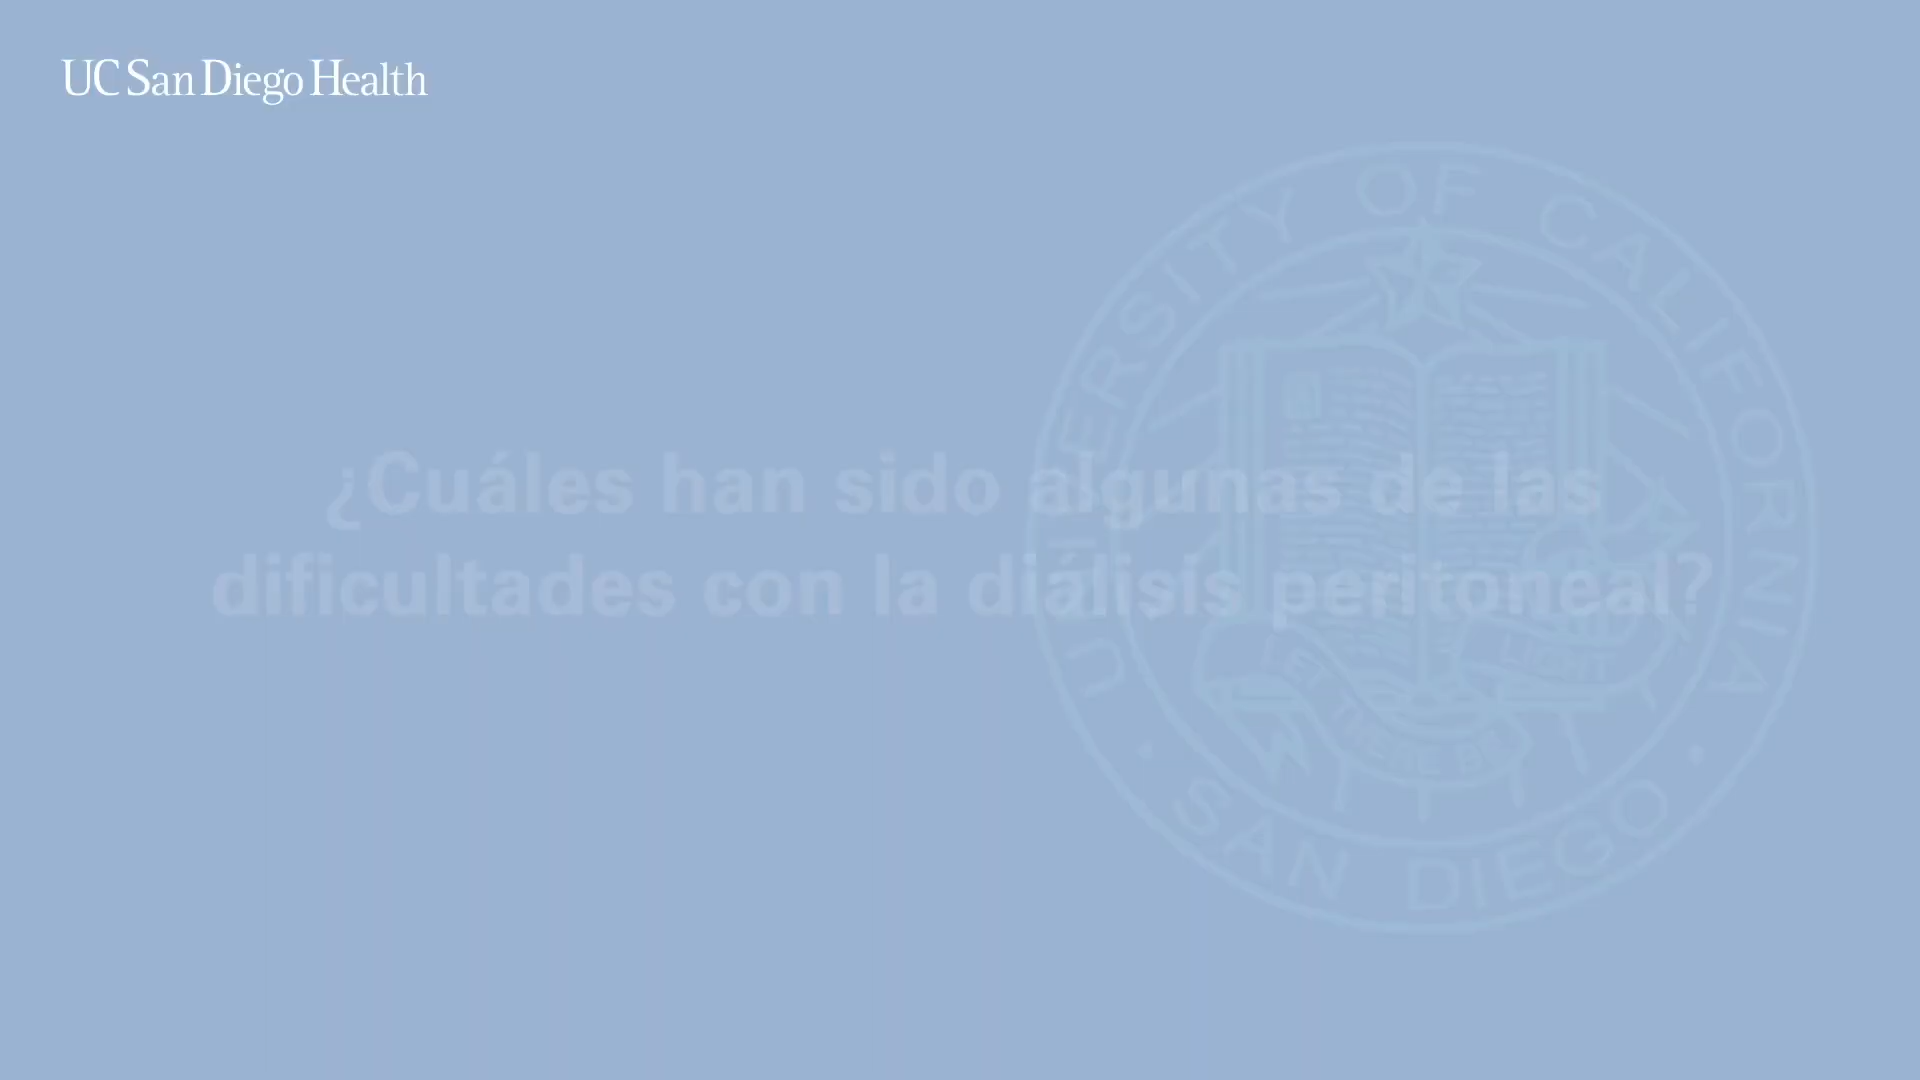 UC San Diego Health
¿Cuáles han sido algunas de las
dificultades con la diálisis peritoneal?
UNIVERSITY OF CALIFORNIA
LET THERE BE LIGHT
SAN DIEGO